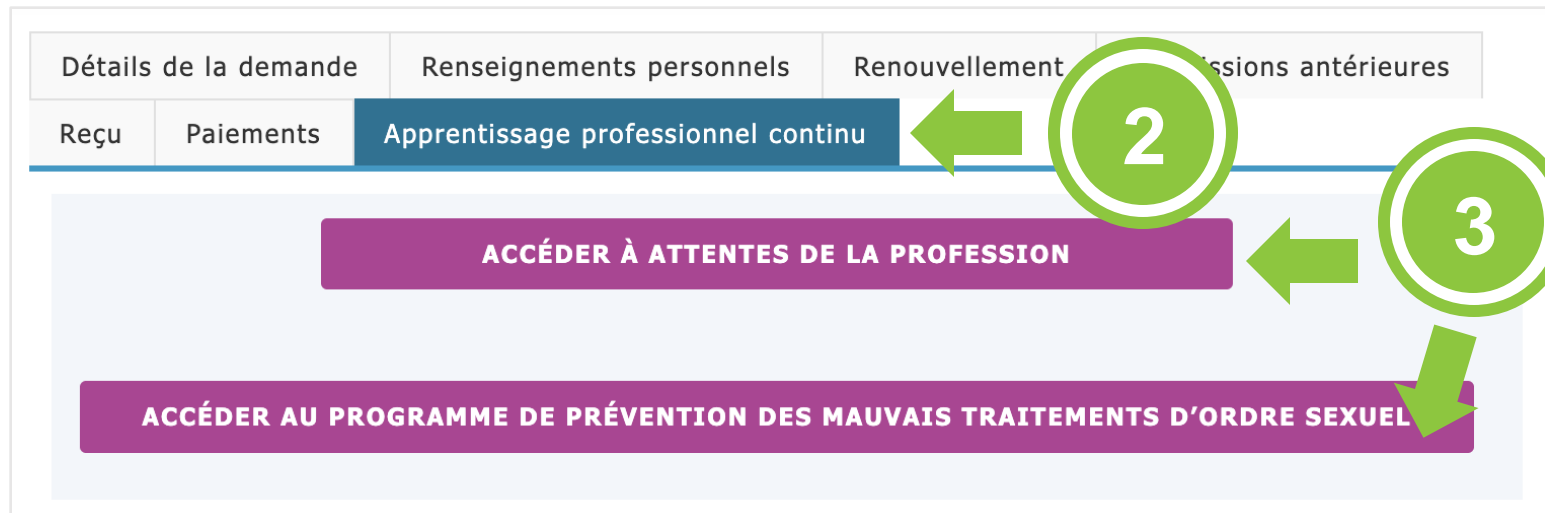 Détails de la demande Renseignements personnels Renouvellement antérieures
2
Reçu Paiements Apprentissage professionnel continu
3
ACCÉDER À ATTENTES DE LA PROFESSION
ACCÉDER AU PROGRAMME DE PRÉVENTION DES MAUVAIS TRAITEMENTS D’ORDRE SEXUEL